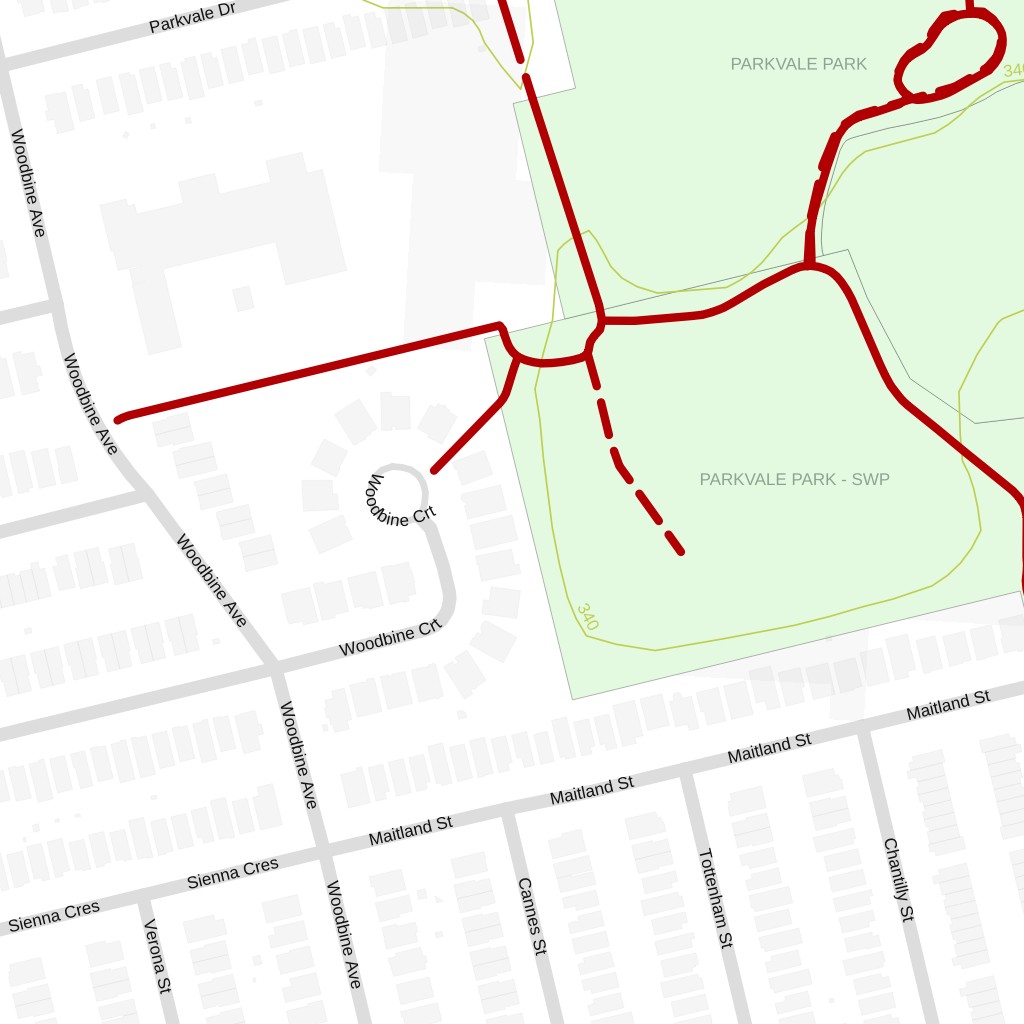 Parkvale Dr
PARKVALE PARK
340
Woodbine Ave
Woodbine Ave
PARKVALE PARK - SWP
Woodbine Crt
Woodbine Ave
340
Woodbine Crt
Maitland St
Woodbine Ave
Maitland St
Maitland St
Maitland St
Sienna Cres
Sienna Cres
Tottenham St
Chantilly St
Cannes St
Woodbine Ave
Verona St